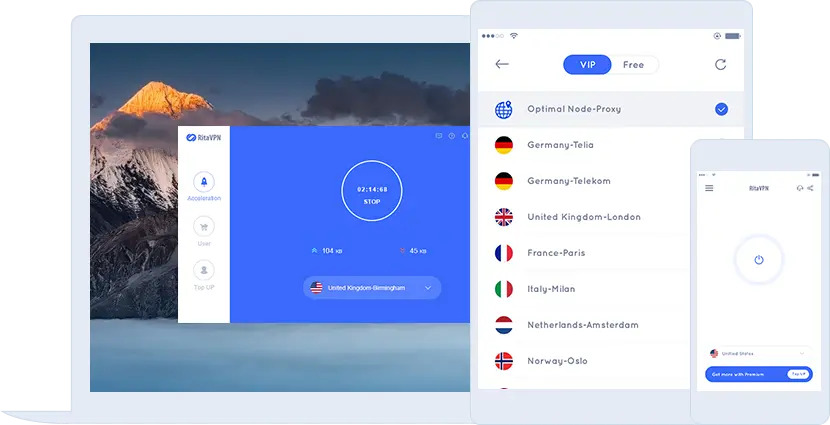 RitaVPN
Acceleration
User
Top UP
02:14:68
STOP
104 KB
45 KB
United Kingdom-Birmingham
VIP
Free
Optimal Node-Proxy
Germany-Telia
Germany-Telekom
United Kingdom-London
France-Paris
Italy-Milan
Netherlands-Amsterdam
Norway-Oslo
RitaVPN
United States
Get more with Premium
Top UP